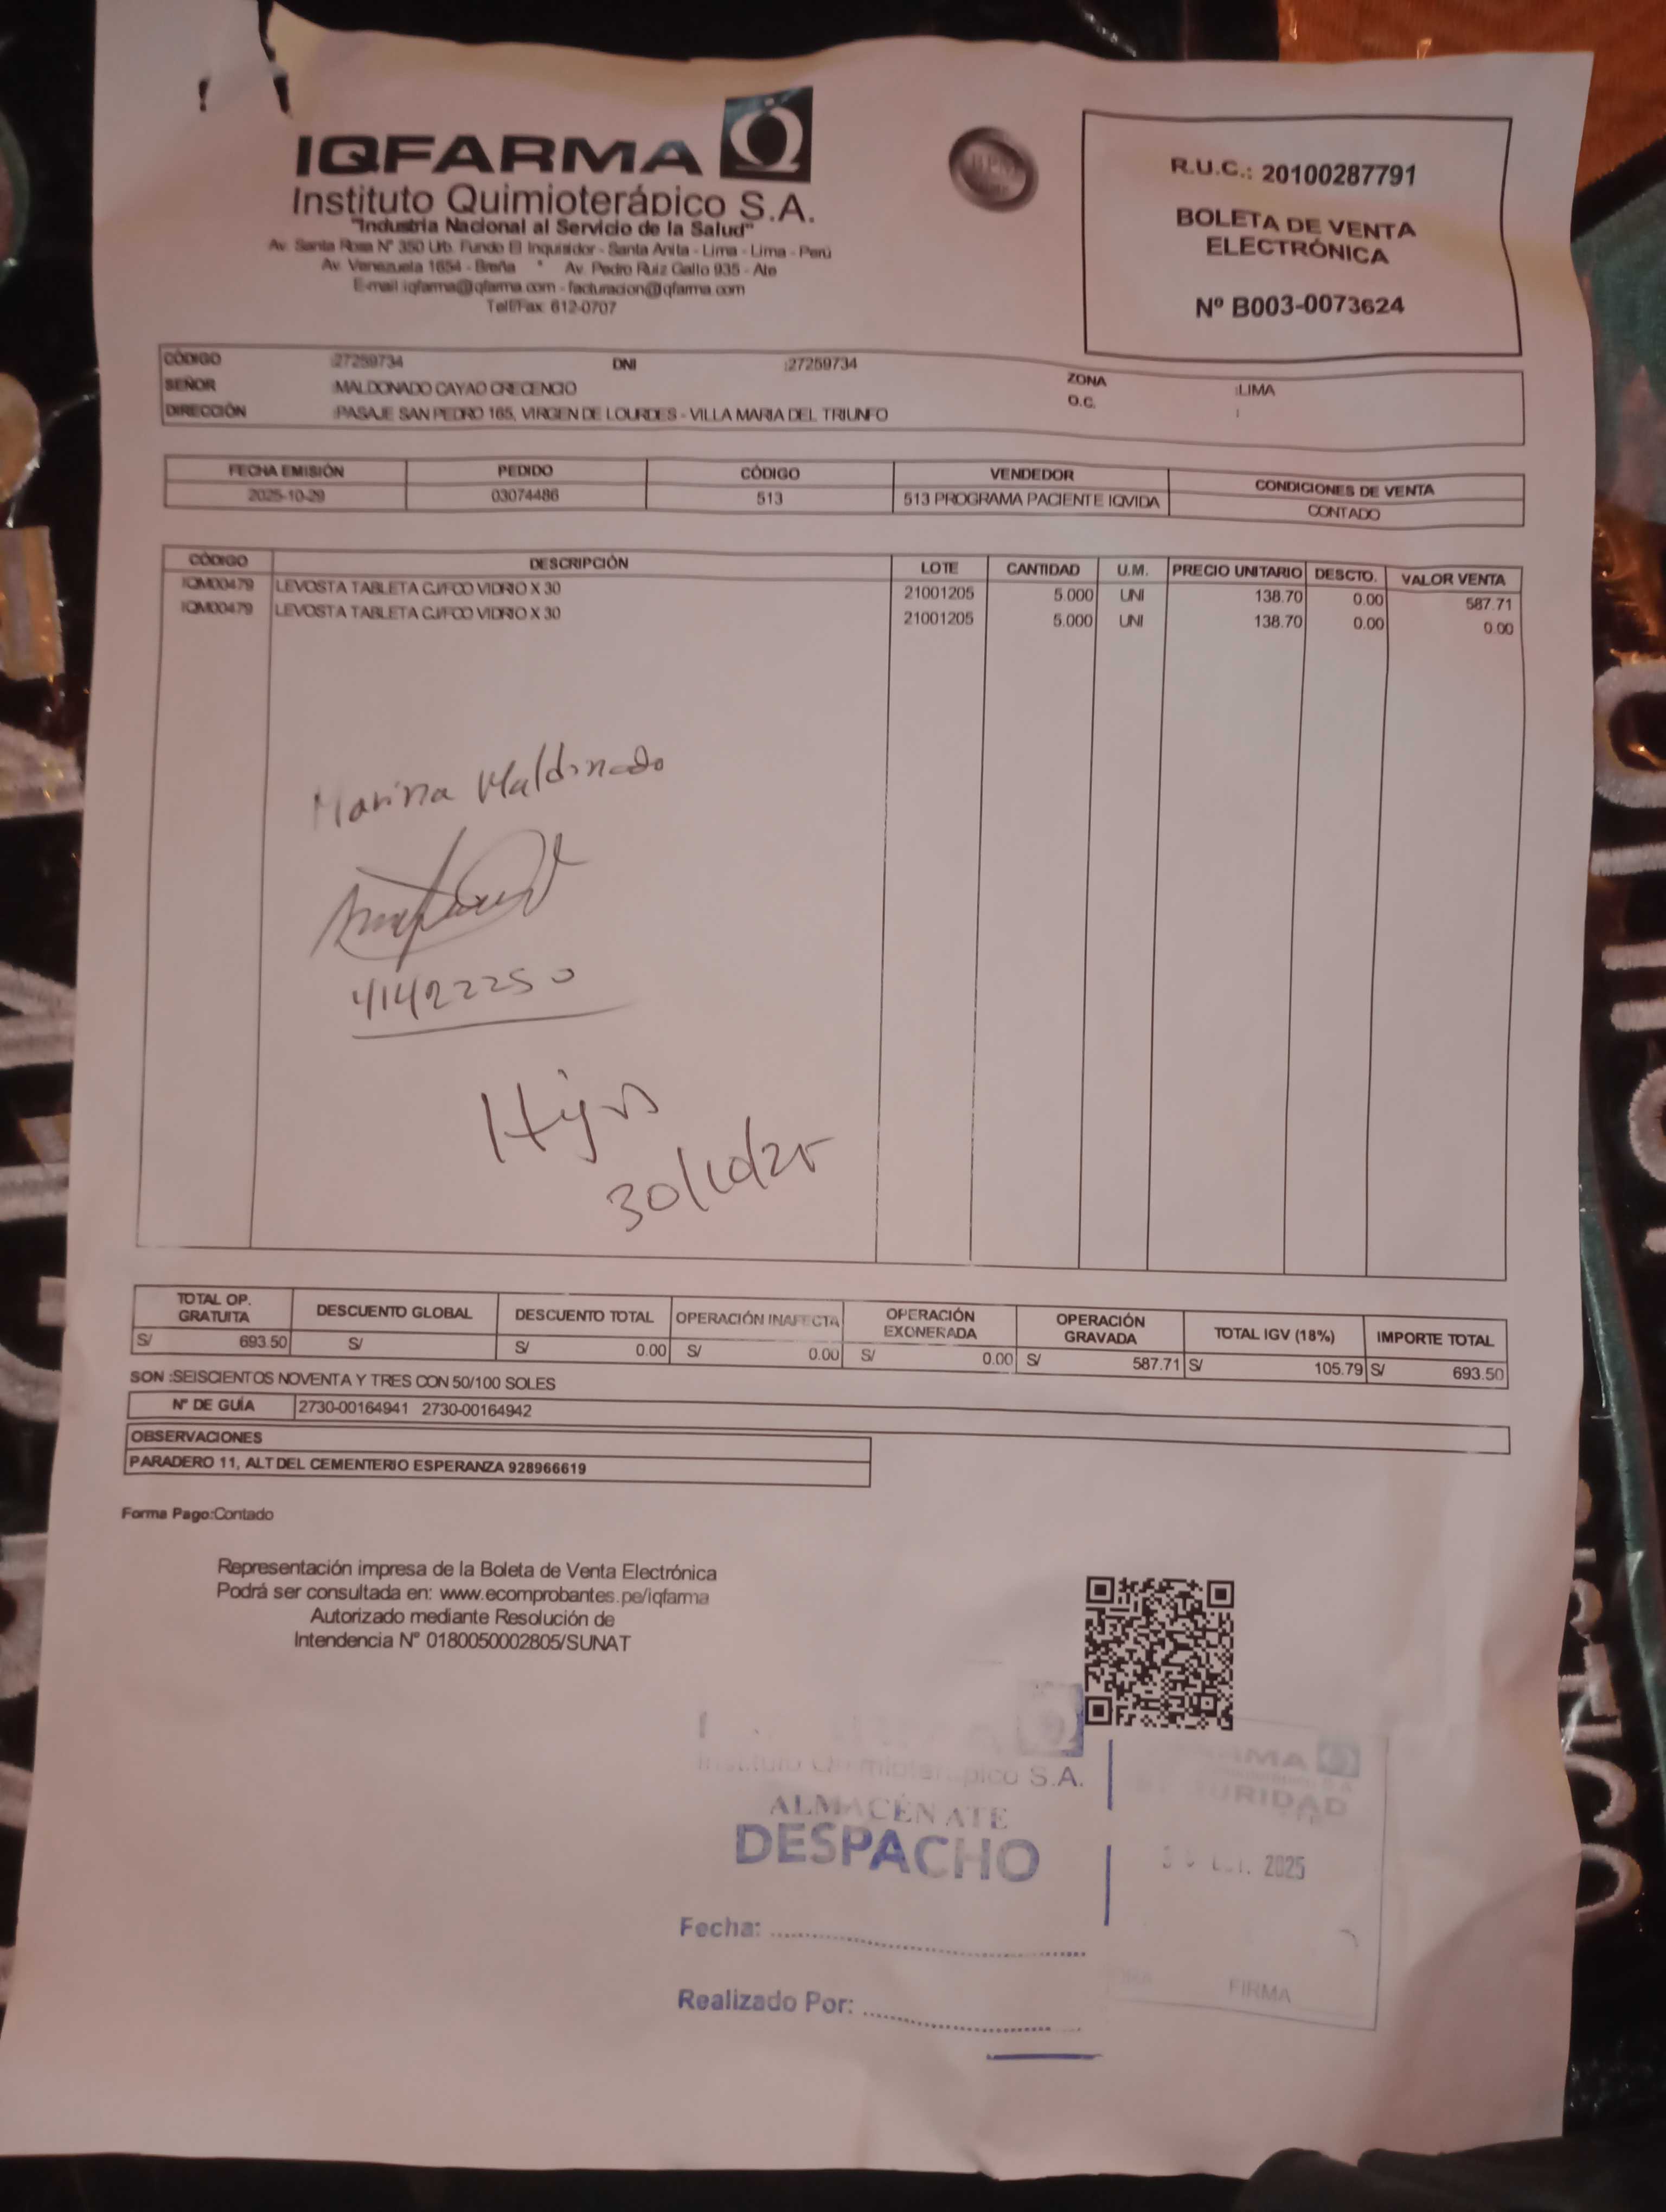 IQFARMA
Instituto Quimioterápico S.A.
"Industria Nacional al Servicio de la Salud"
Av. Santa Rosa N° 350 Urb. Fundo El Inquisidor - Santa Anita - Lima - Lima - Perú
Av. Venezuela 1654 - Breña * Av. Pedro Ruiz Gallo 935 - Ate
E-mail:iqfarma@iqfarma.com - facturacion@iqfarma.com
Telf/Fax: 612-0707
R.U.C.: 20100287791
BOLETA DE VENTA
ELECTRÓNICA
Nº B003-0073624
CÓDIGO :27259734 DNI :27259734
SEÑOR :MALDONADO CAYAO CRECENCIO ZONA :LIMA
DIRECCIÓN :PASAJE SAN PEDRO 165, VIRGEN DE LOURDES - VILLA MARIA DEL TRIUNFO O.C. :
FECHA EMISIÓN PEDIDO CÓDIGO VENDEDOR CONDICIONES DE VENTA
2025-10-29 03074486 513 513 PROGRAMA PACIENTE IQVIDA CONTADO
CÓDIGO DESCRIPCIÓN LOTE CANTIDAD U.M. PRECIO UNITARIO DESCTO. VALOR VENTA
IQM00479 LEVOSTA TABLETA CJ/FCO VIDRIO X 30 21001205 5.000 UNI 138.70 0.00 587.71
IQM00479 LEVOSTA TABLETA CJ/FCO VIDRIO X 30 21001205 5.000 UNI 138.70 0.00 0.00
Marina Maldonado
41422250
30/10/25
TOTAL OP. GRATUITA DESCUENTO GLOBAL DESCUENTO TOTAL OPERACIÓN INAFECTA OPERACIÓN EXONERADA OPERACIÓN GRAVADA TOTAL IGV (18%) IMPORTE TOTAL
S/ 693.50 S/ S/ 0.00 S/ 0.00 S/ 0.00 S/ 587.71 S/ 105.79 S/ 693.50
SON :SEISCIENTOS NOVENTA Y TRES CON 50/100 SOLES
N° DE GUÍA 2730-00164941 2730-00164942
OBSERVACIONES
PARADERO 11, ALT DEL CEMENTERIO ESPERANZA 928966619
Forma Pago:Contado
Representación impresa de la Boleta de Venta Electrónica
Podrá ser consultada en: www.ecomprobantes.pe/iqfarma
Autorizado mediante Resolución de
Intendencia N° 0180050002805/SUNAT
Instituto Quimioterápico S.A.
ALMACÉN ATE
DESPACHO
Fecha:
Realizado Por:
2025
FIRMA